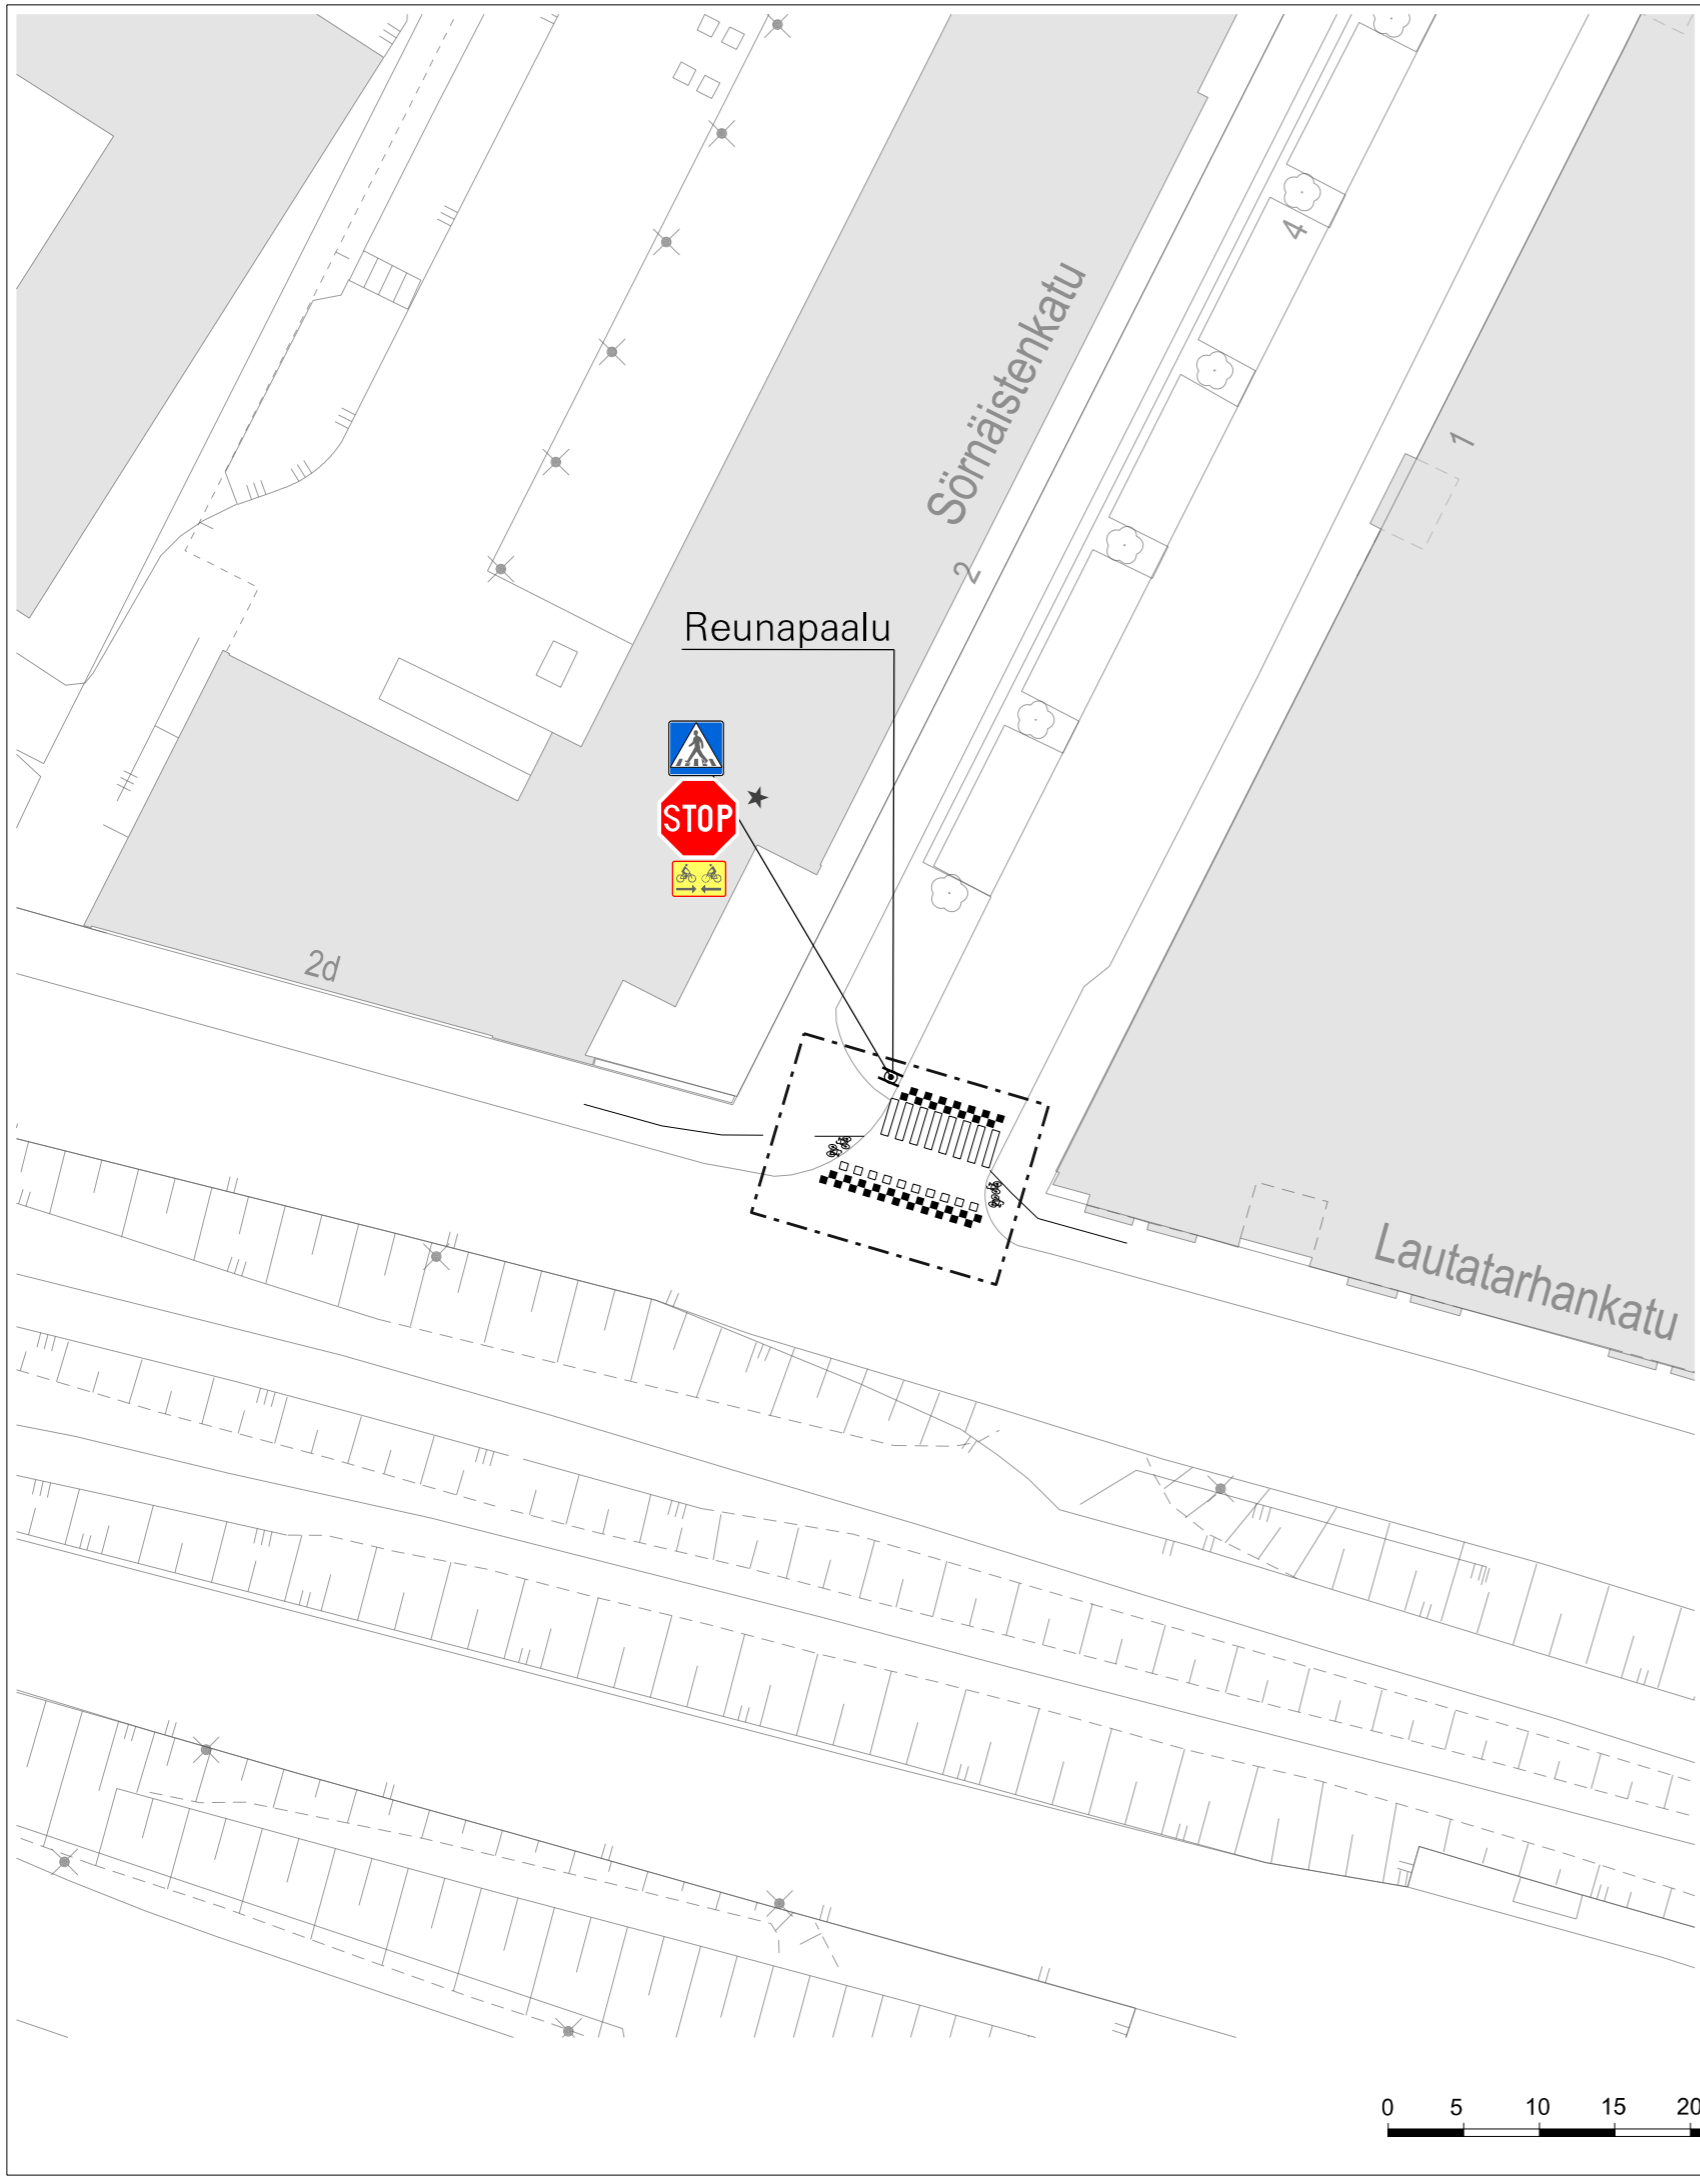 4
Sörnäistenkatu
1
2
Reunapaalu
STOP
2d
Lautatarhankatu
0 5 10 15 20